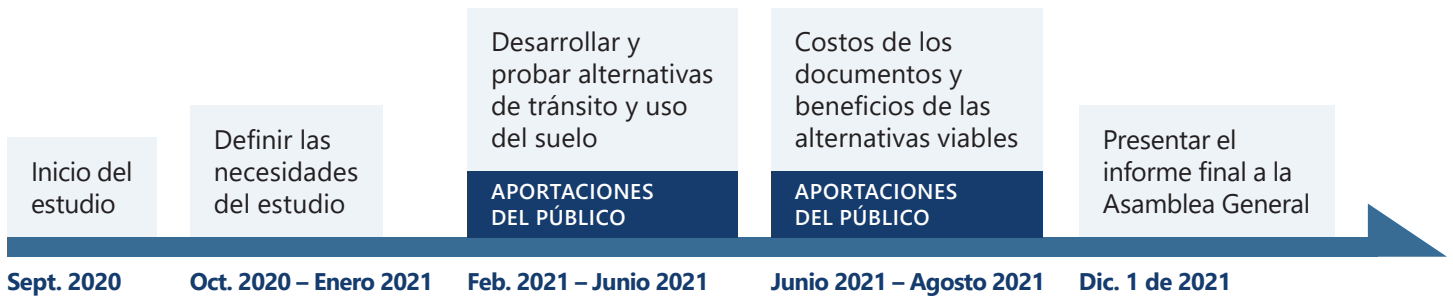 Inicio del
estudio
Sept. 2020
Definir las
necesidades
del estudio
Oct. 2020 – Enero 2021
Desarrollar y
probar alternativas
de tránsito y uso
del suelo
APORTACIONES
DEL PÚBLICO
Feb. 2021 – Junio 2021
Costos de los
documentos y
beneficios de las
alternativas viables
APORTACIONES
DEL PÚBLICO
Junio 2021 – Agosto 2021
Presentar el
informe final a la
Asamblea General
Dic. 1 de 2021